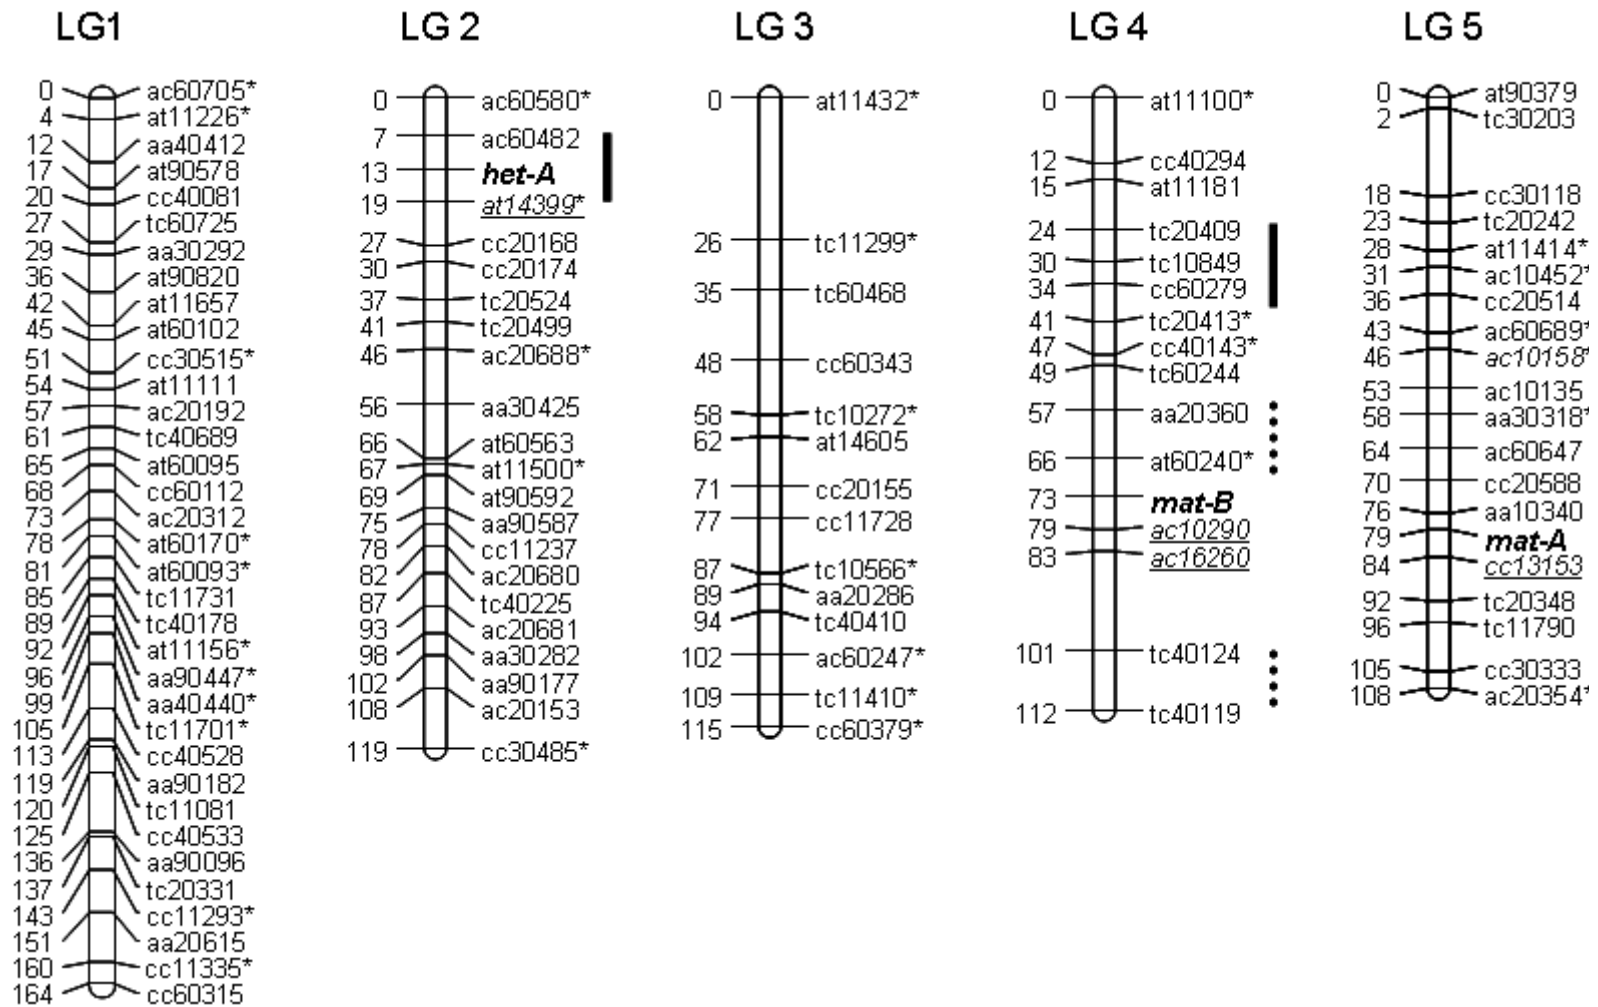 LG1
0 ac60705*
4 at11226*
12 aa40412
17 at90578
20 cc40081
27 tc60725
29 aa30292
36 at90820
42 at11657
45 at60102
51 cc30515*
54 at11111
57 ac20192
61 tc40689
65 at60095
68 cc60112
73 ac20312
78 at60170*
81 at60093*
85 tc11731
89 tc40178
92 at11156*
96 aa90447*
99 aa40440*
105 tc11701*
113 cc40528
119 aa90182
120 tc11081
125 cc40533
136 aa90096
137 tc20331
143 cc11293*
151 aa20615
160 cc11335*
164 cc60315
LG 2
0 ac60580*
7 ac60482
13 het-A
19 at14399*
27 cc20168
30 cc20174
37 tc20524
41 tc20499
46 ac20688*
56 aa30425
66 at60563
67 at11500*
69 at90592
75 aa90587
78 cc11237
82 ac20680
87 tc40225
93 ac20681
98 aa30282
102 aa90177
108 ac20153
119 cc30485*
LG 3
0 at11432*
26 tc11299*
35 tc60468
48 cc60343
58 tc10272*
62 at14605
71 cc20155
77 cc11728
87 tc10566*
89 aa20286
94 tc40410
102 ac60247*
109 tc11410*
115 cc60379*
LG 4
0 at11100*
12 cc40294
15 at11181
24 tc20409
30 tc10849
34 cc60279
41 tc20413*
47 cc40143*
49 tc60244
57 aa20360
66 at60240*
73 mat-B
79 ac10290
83 ac16260
101 tc40124
112 tc40119
LG 5
0 at90379
2 tc30203
18 cc30118
23 tc20242
28 at11414*
31 ac10452*
36 cc20514
43 ac60689*
46 ac10158*
53 ac10135
58 aa30318*
64 ac60647
70 cc20588
76 aa10340
79 mat-A
84 cc13153
92 tc20348
96 tc11790
105 cc30333
108 ac20354*